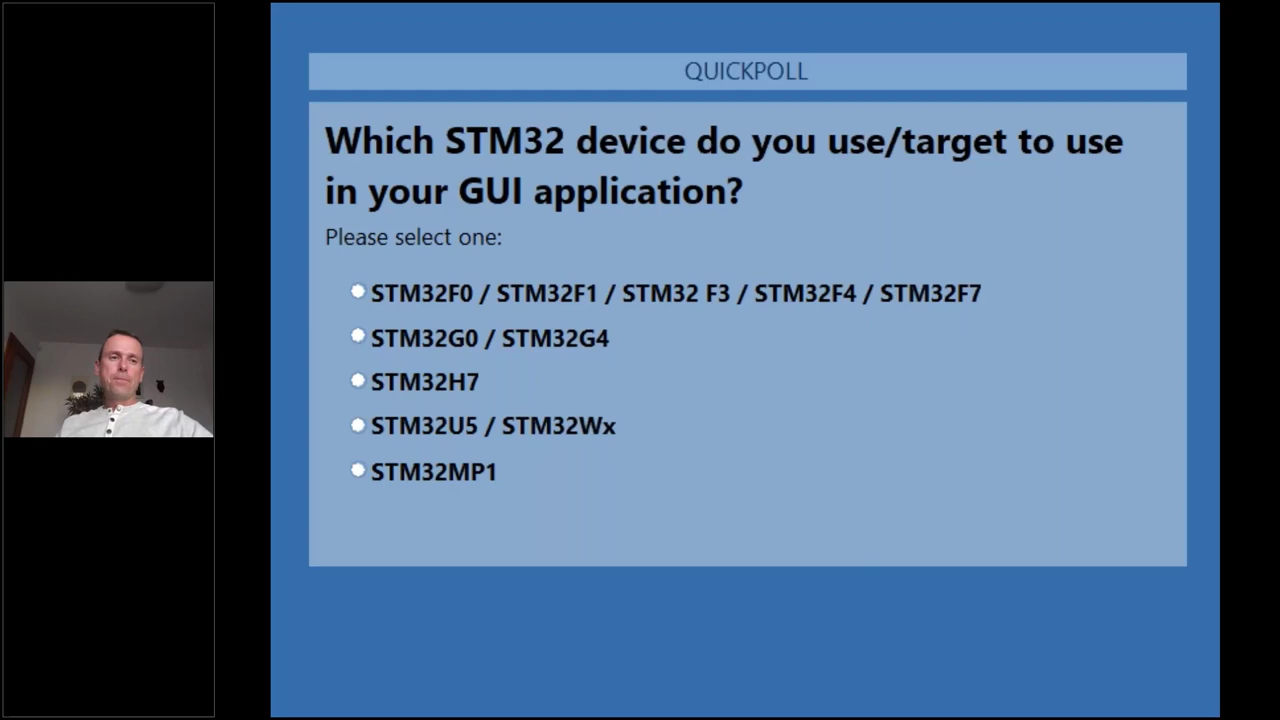 QUICKPOLL
Which STM32 device do you use/target to use
in your GUI application?
Please select one:
STM32F0 / STM32F1 / STM32 F3 / STM32F4 / STM32F7
STM32G0 / STM32G4
STM32H7
STM32U5 / STM32Wx
STM32MP1